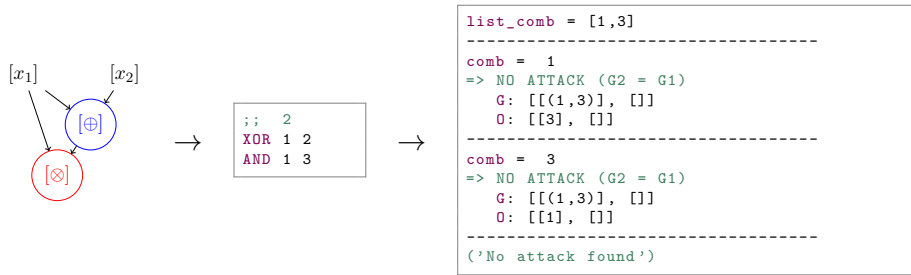 [x₁] [x₂]
[⊕]
[⊗]
→
;; 2
XOR 1 2
AND 1 3
→
list_comb = [1,3]
-----------------------------------
comb = 1
=> NO ATTACK (G2 = G1)
G: [[(1,3)], []]
O: [[3], []]
-----------------------------------
comb = 3
=> NO ATTACK (G2 = G1)
G: [[(1,3)], []]
O: [[1], []]
-----------------------------------
('No attack found')